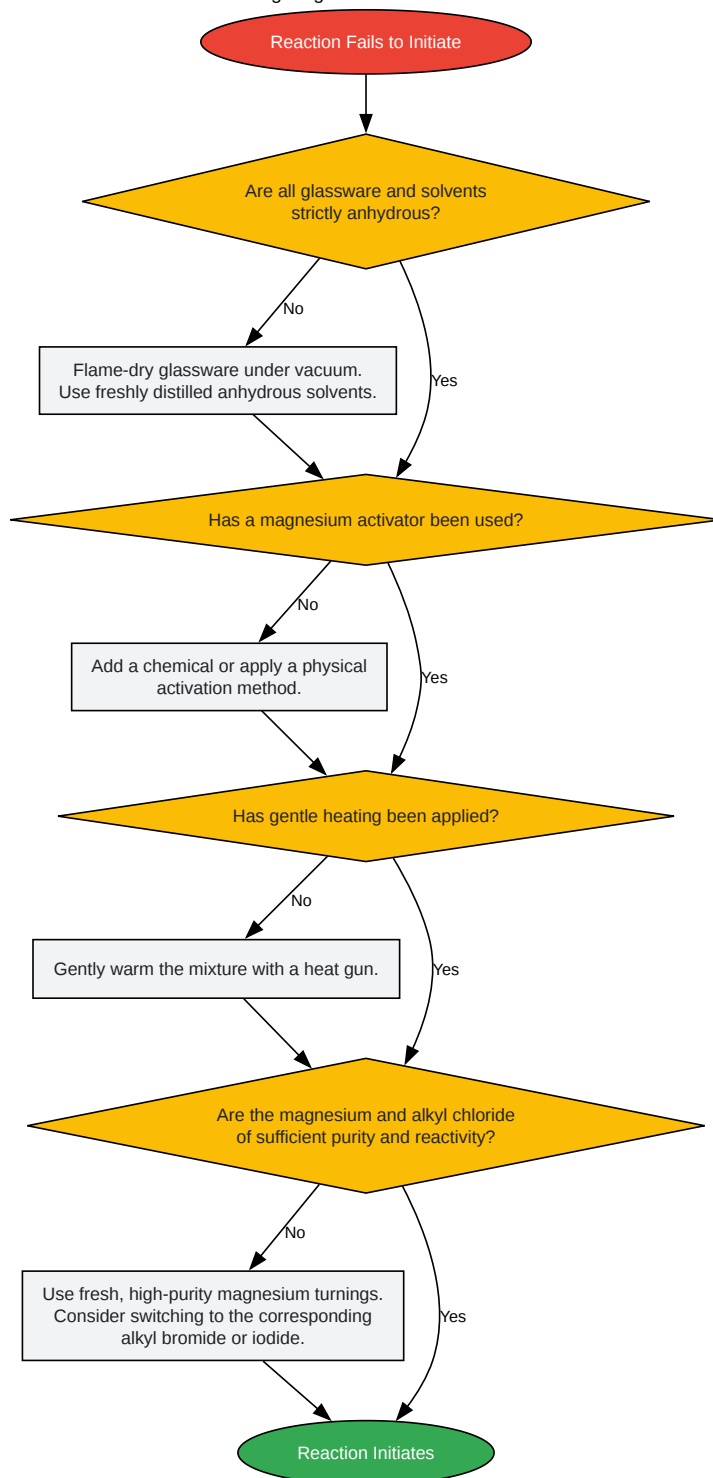 Reaction Fails to Initiate
Are all glassware and solvents
strictly anhydrous?
No
Flame-dry glassware under vacuum.
Use freshly distilled anhydrous solvents.
Yes
Has a magnesium activator been used?
No
Add a chemical or apply a physical
activation method.
Yes
Has gentle heating been applied?
No
Gently warm the mixture with a heat gun.
Yes
Are the magnesium and alkyl chloride
of sufficient purity and reactivity?
No
Use fresh, high-purity magnesium turnings.
Consider switching to the corresponding
alkyl bromide or iodide.
Yes
Reaction Initiates